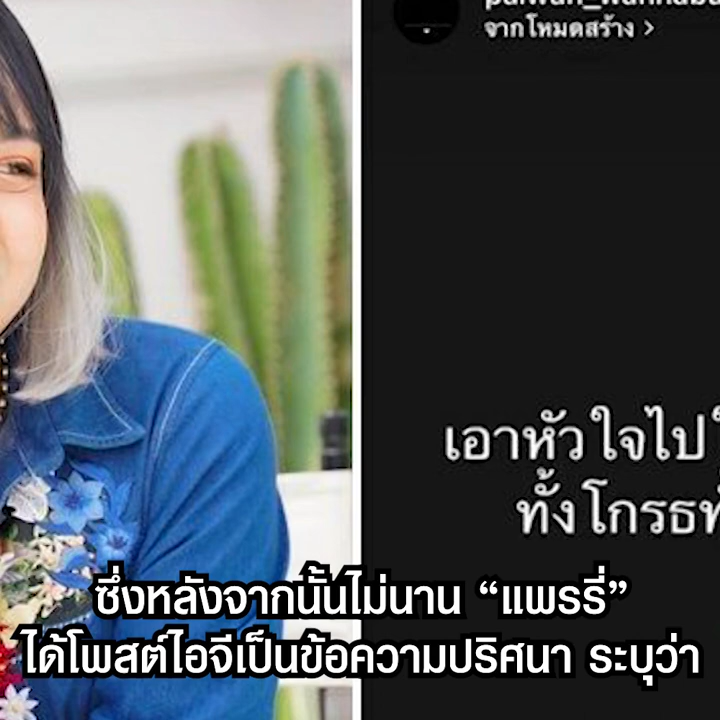 จากโหมดสร้าง >
เอาหัวใจไป
ทั้งโกรธ
ซึ่งหลังจากนั้นไม่นาน “แพรรี่”
ได้โพสต์ไอจีเป็นข้อความปริศนา ระบุว่า